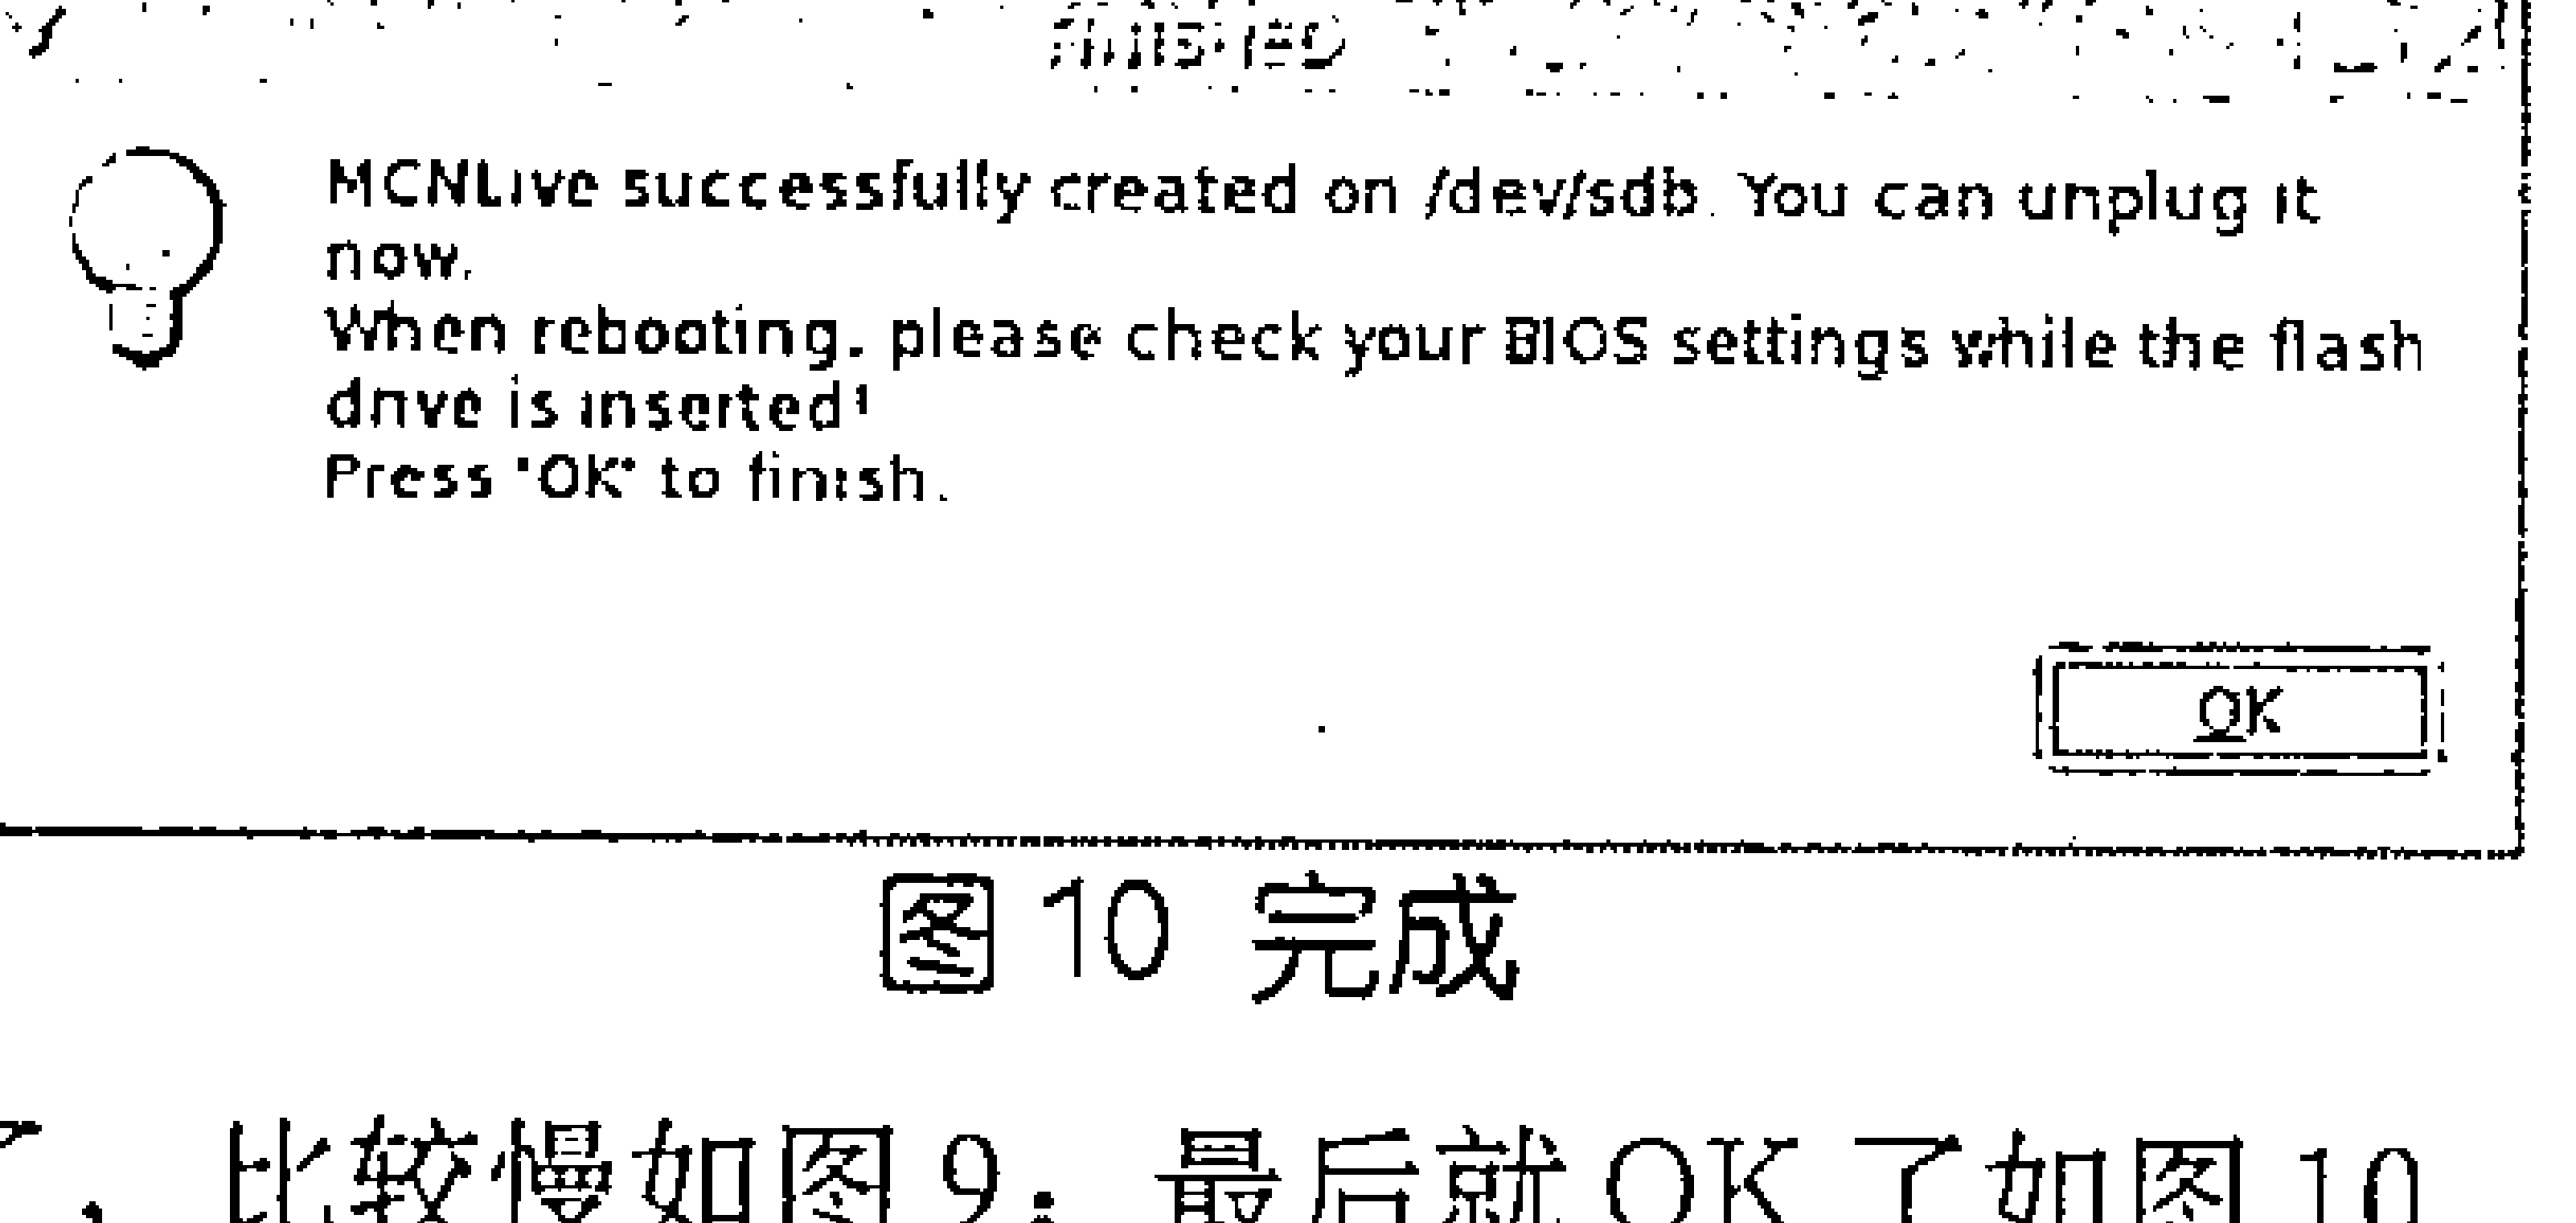 finished
MCNLive successfully created on /dev/sdb. You can unplug it
now.
When rebooting, please check your BIOS settings while the flash
drive is inserted!
Press "OK" to finish.
OK
图 10 完成
了，比较慢如图 9；最后就 OK 了如图 10